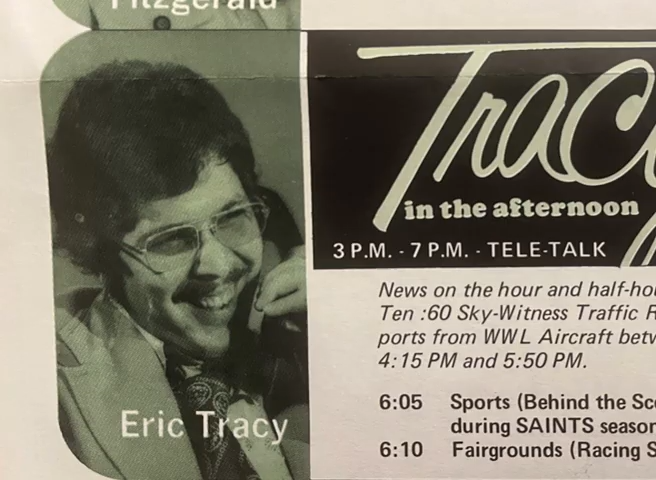 Fitzgerald
Tracy
in the afternoon
3 P.M. - 7 P.M. - TELE-TALK
Eric Tracy
News on the hour and half-hou
Ten :60 Sky-Witness Traffic R
ports from WWL Aircraft betw
4:15 PM and 5:50 PM.
6:05 Sports (Behind the Sce
during SAINTS season
6:10 Fairgrounds (Racing S